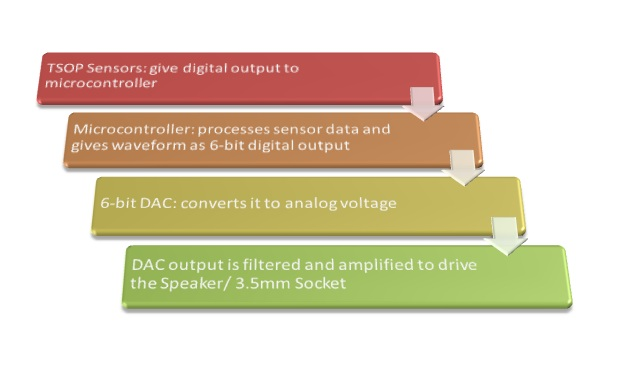 TSOP Sensors: give digital output to
microcontroller
Microcontroller: processes sensor data and
gives waveform as 6-bit digital output
6-bit DAC: converts it to analog voltage
DAC output is filtered and amplified to drive
the Speaker/ 3.5mm Socket